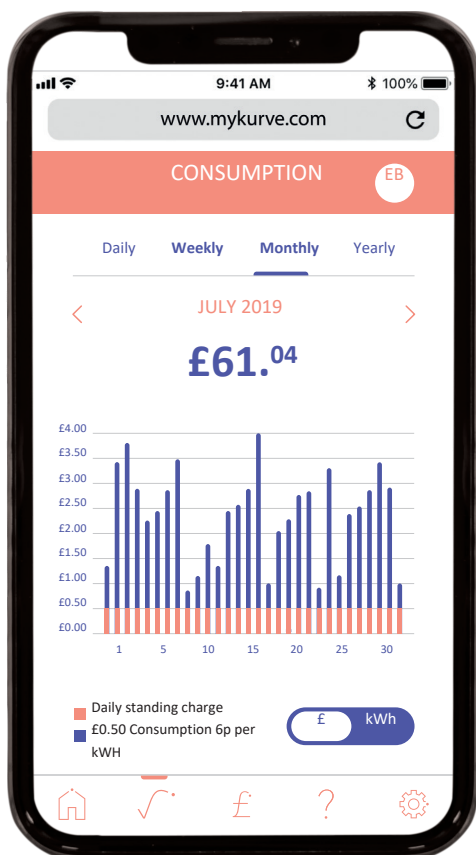 9:41 AM 100%
www.mykurve.com
CONSUMPTION EB
Daily Weekly Monthly Yearly
JULY 2019
£61.04
£4.00
£3.50
£3.00
£2.50
£2.00
£1.50
£1.00
£0.50
£0.00
1 5 10 15 20 25 30
Daily standing charge
£0.50 Consumption 6p per
kWH
£ kWh
£ ?